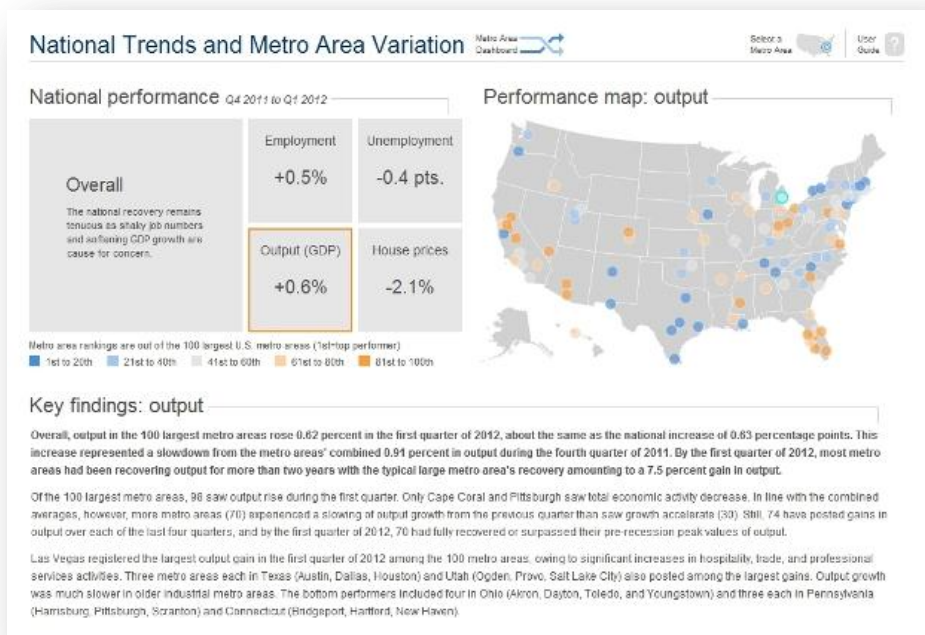 National Trends and Metro Area Variation
Metro Area
Dashboard
Select a
Metro Area
User
Guide
?
National performance Q4 2011 to Q1 2012
Performance map: output
Overall
The national recovery remains
tenuous as shaky job numbers
and softening GDP growth are
cause for concern.
Employment
+0.5%
Unemployment
-0.4 pts.
Output (GDP)
+0.6%
House prices
-2.1%
Metro area rankings are out of the 100 largest U.S. metro areas (1st=top performer)
1st to 20th 21st to 40th 41st to 60th 61st to 80th 81st to 100th
Key findings: output
Overall, output in the 100 largest metro areas rose 0.62 percent in the first quarter of 2012, about the same as the national increase of 0.63 percentage points. This
increase represented a slowdown from the metro areas' combined 0.91 percent in output during the fourth quarter of 2011. By the first quarter of 2012, most metro
areas had been recovering output for more than two years with the typical large metro area's recovery amounting to a 7.5 percent gain in output.
Of the 100 largest metro areas, 98 saw output rise during the first quarter. Only Cape Coral and Pittsburgh saw total economic activity decrease. In line with the combined
averages, however, more metro areas (70) experienced a slowing of output growth from the previous quarter than saw growth accelerate (30). Still, 74 have posted gains in
output over each of the last four quarters, and by the first quarter of 2012, 70 had fully recovered or surpassed their pre-recession peak values of output.
Las Vegas registered the largest output gain in the first quarter of 2012 among the 100 metro areas, owing to significant increases in hospitality, trade, and professional
services activities. Three metro areas each in Texas (Austin, Dallas, Houston) and Utah (Ogden, Provo, Salt Lake City) also posted among the largest gains. Output growth
was much slower in older industrial metro areas. The bottom performers included four in Ohio (Akron, Dayton, Toledo, and Youngstown) and three each in Pennsylvania
(Harrisburg, Pittsburgh, Scranton) and Connecticut (Bridgeport, Hartford, New Haven).